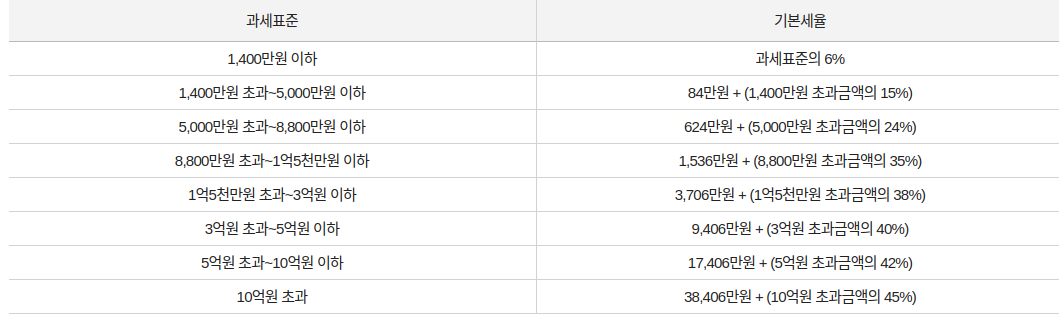 과세표준 기본세율
1,400만원 이하 과세표준의 6%
1,400만원 초과~5,000만원 이하 84만원 + (1,400만원 초과금액의 15%)
5,000만원 초과~8,800만원 이하 624만원 + (5,000만원 초과금액의 24%)
8,800만원 초과~1억5천만원 이하 1,536만원 + (8,800만원 초과금액의 35%)
1억5천만원 초과~3억원 이하 3,706만원 + (1억5천만원 초과금액의 38%)
3억원 초과~5억원 이하 9,406만원 + (3억원 초과금액의 40%)
5억원 초과~10억원 이하 17,406만원 + (5억원 초과금액의 42%)
10억원 초과 38,406만원 + (10억원 초과금액의 45%)